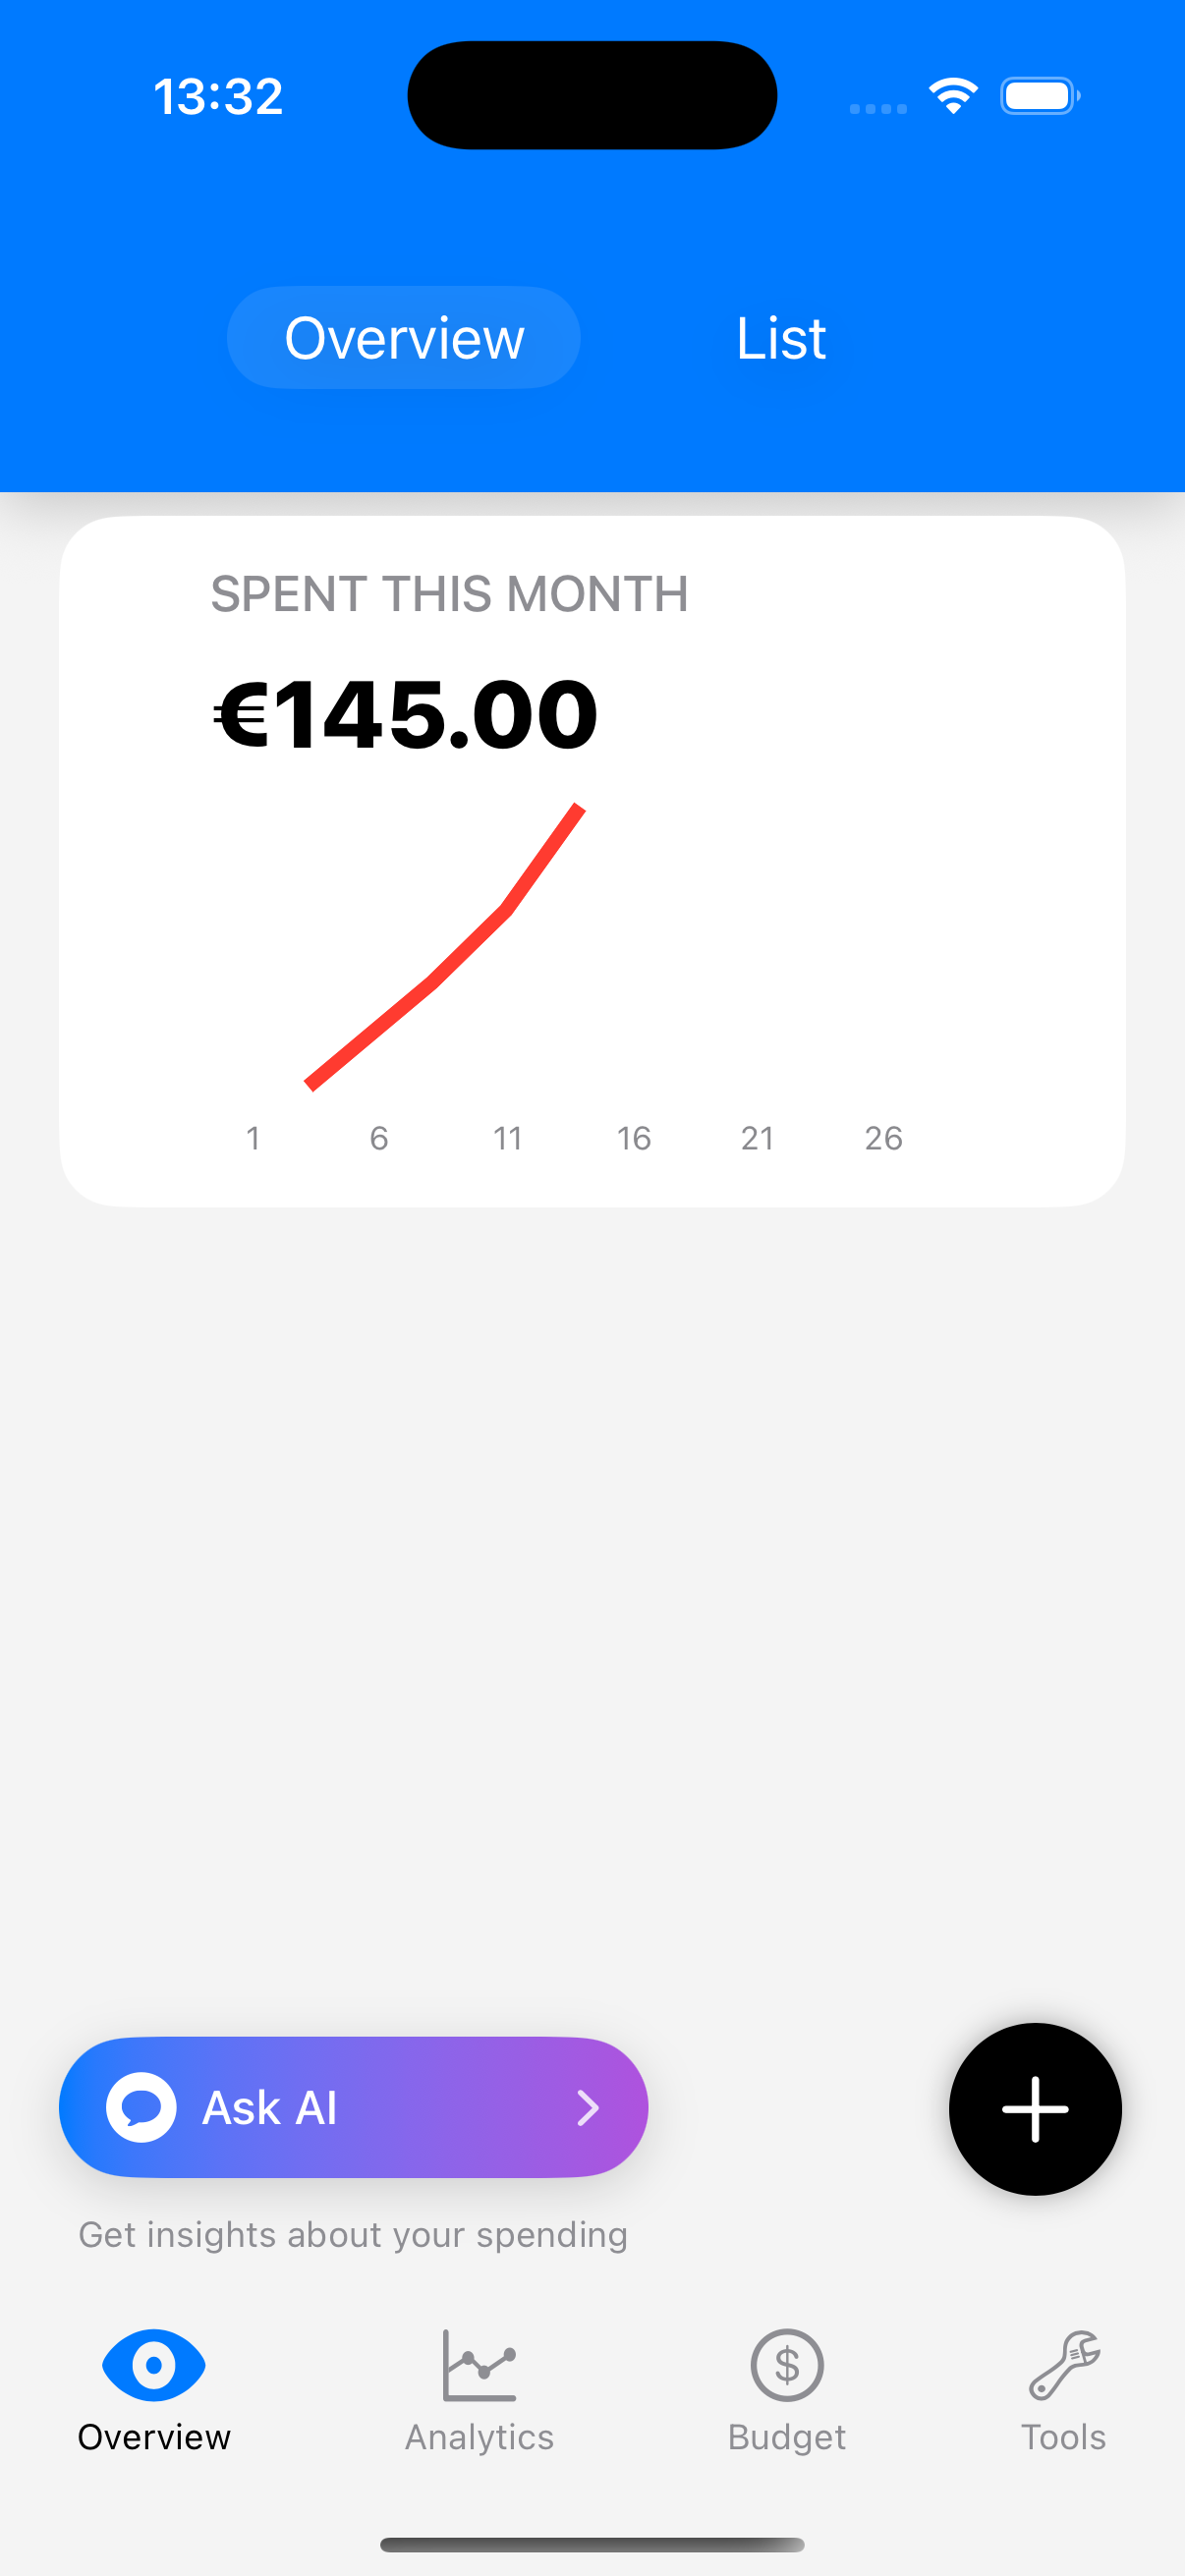 13:32
Overview
List
SPENT THIS MONTH
€145.00
1 6 11 16 21 26
Ask AI
Get insights about your spending
$
Overview
Analytics
Budget
Tools